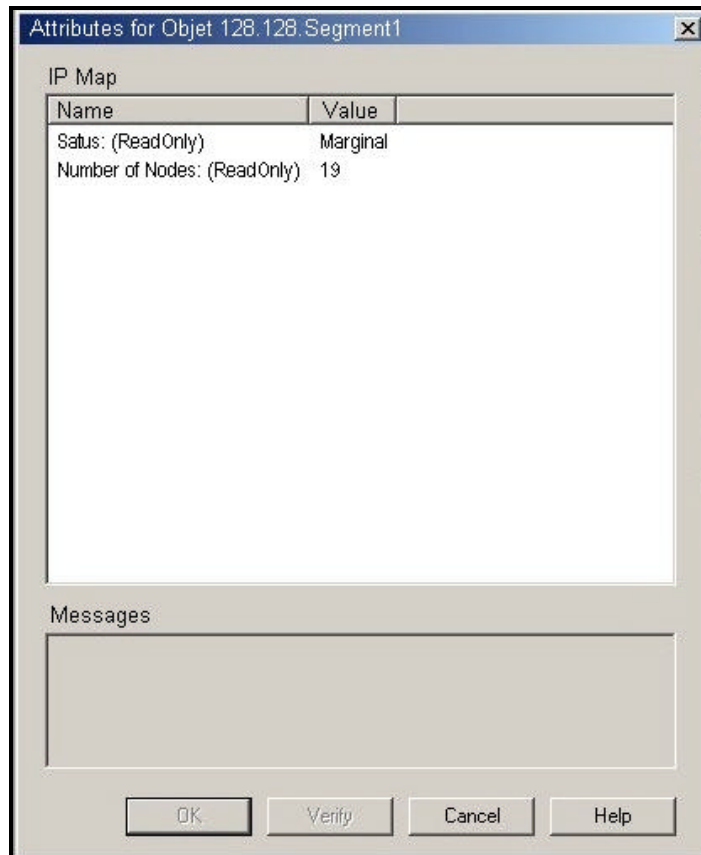 Attributes for Objet 128.128.Segment1
IP Map
Name Value
Satus: (ReadOnly) Marginal
Number of Nodes: (ReadOnly) 19
Messages
OK Verify Cancel Help